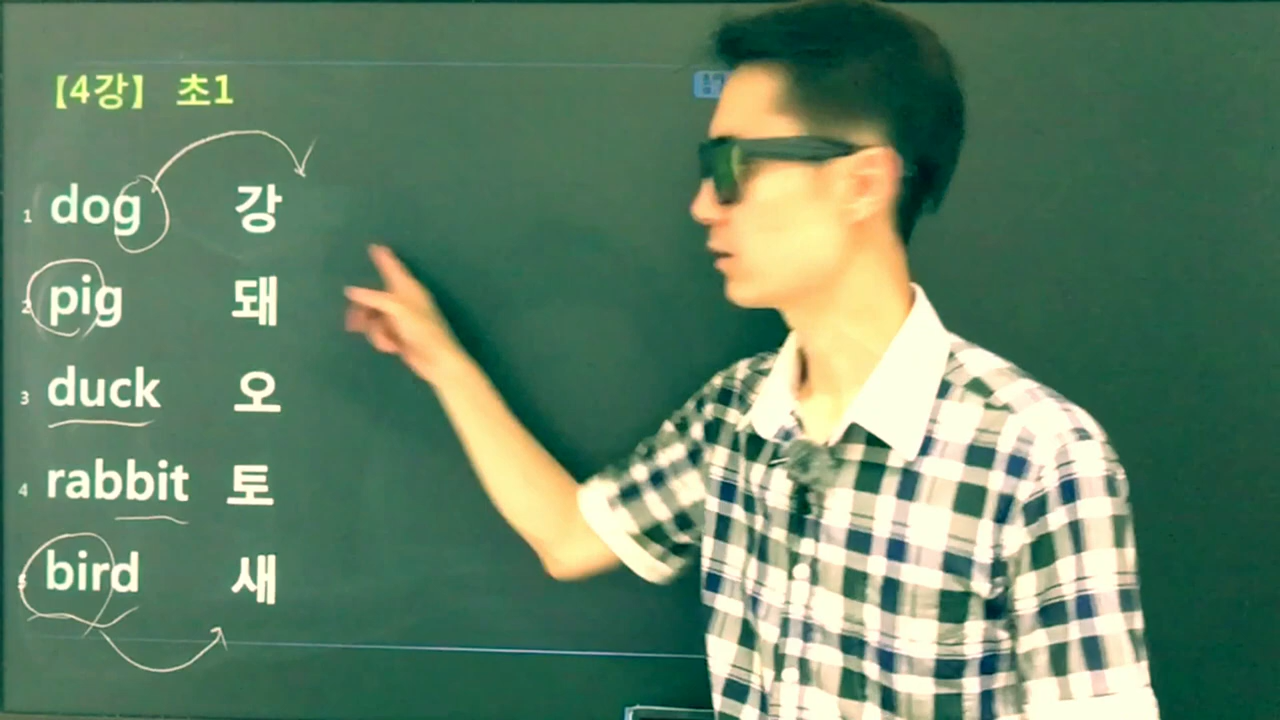 【4강】 초1
1 dog 강
2 pig 돼
3 duck 오
4 rabbit 토
5 bird 새